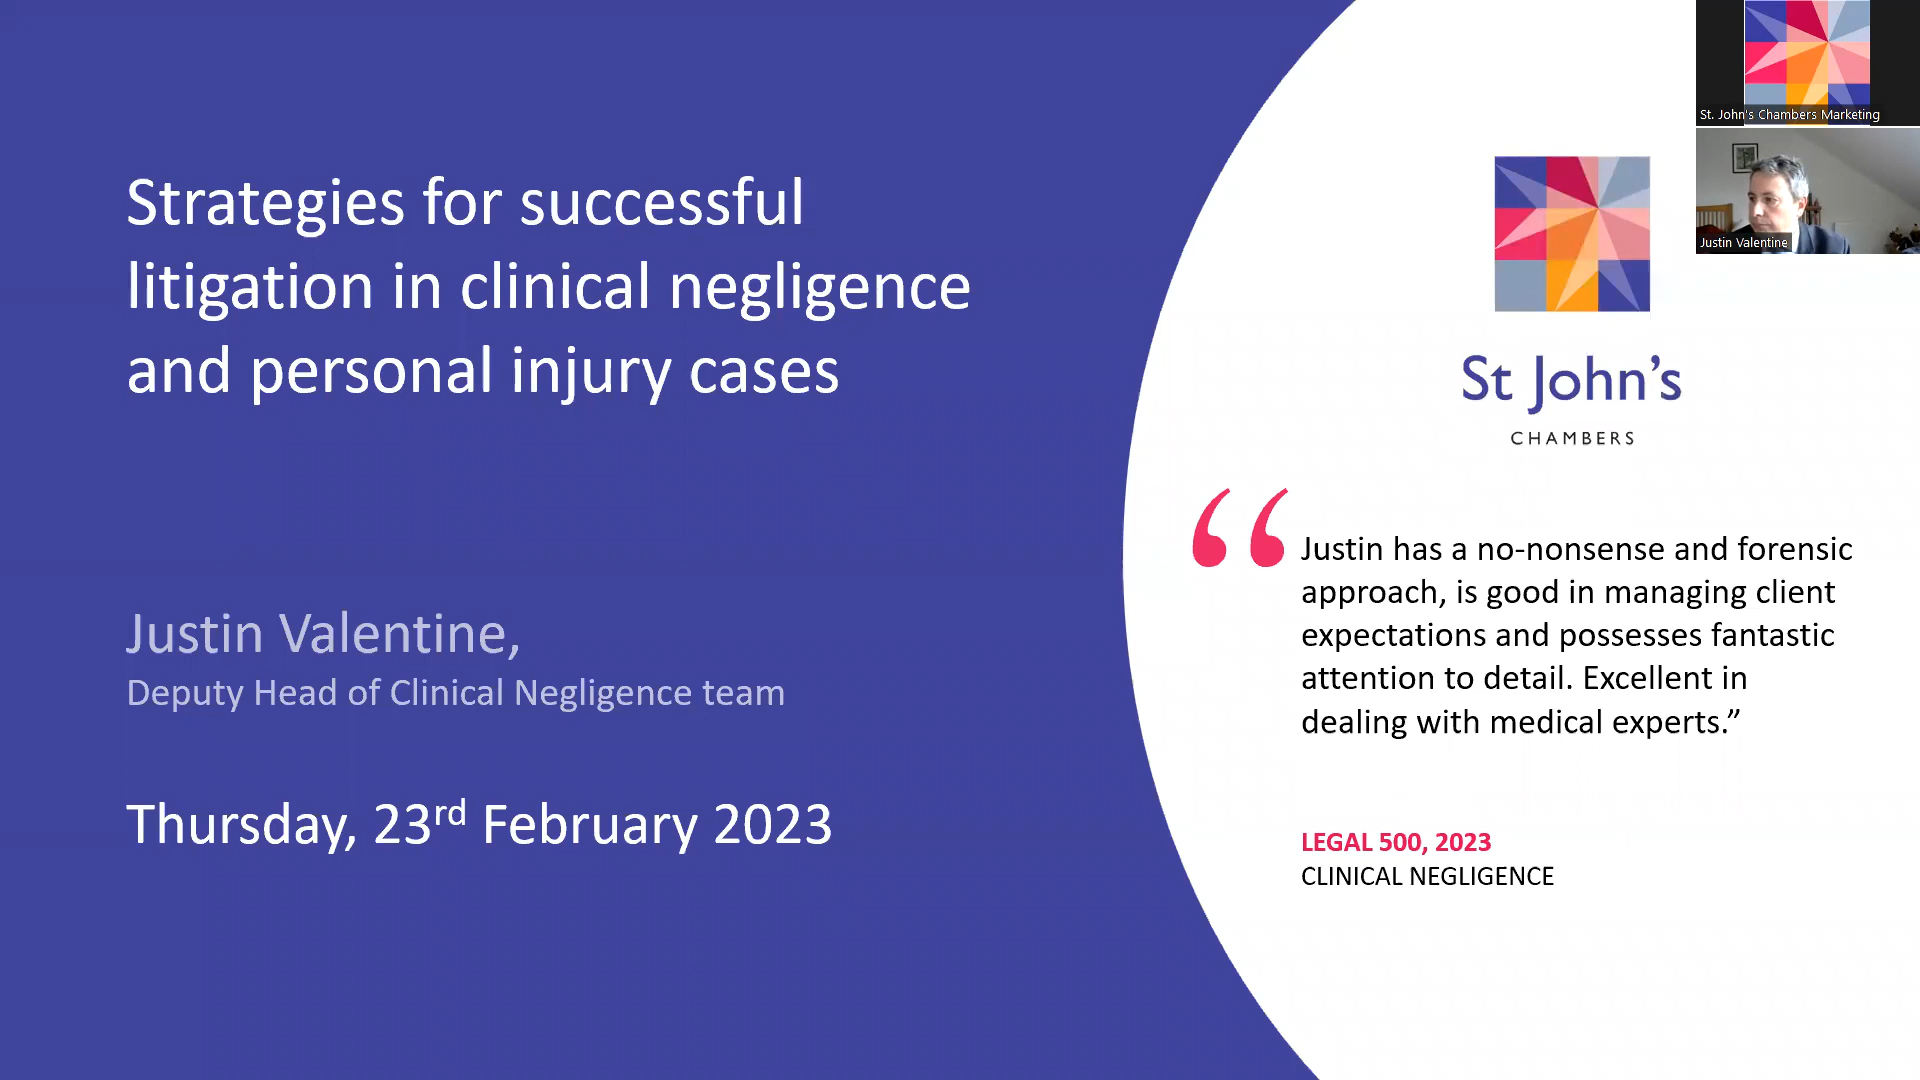 Strategies for successful
litigation in clinical negligence
and personal injury cases
Justin Valentine,
Deputy Head of Clinical Negligence team
Thursday, 23rd February 2023
St. John's Chambers Marketing
Justin Valentine
St John’s
CHAMBERS
“ Justin has a no-nonsense and forensic
approach, is good in managing client
expectations and possesses fantastic
attention to detail. Excellent in
dealing with medical experts.”
LEGAL 500, 2023
CLINICAL NEGLIGENCE